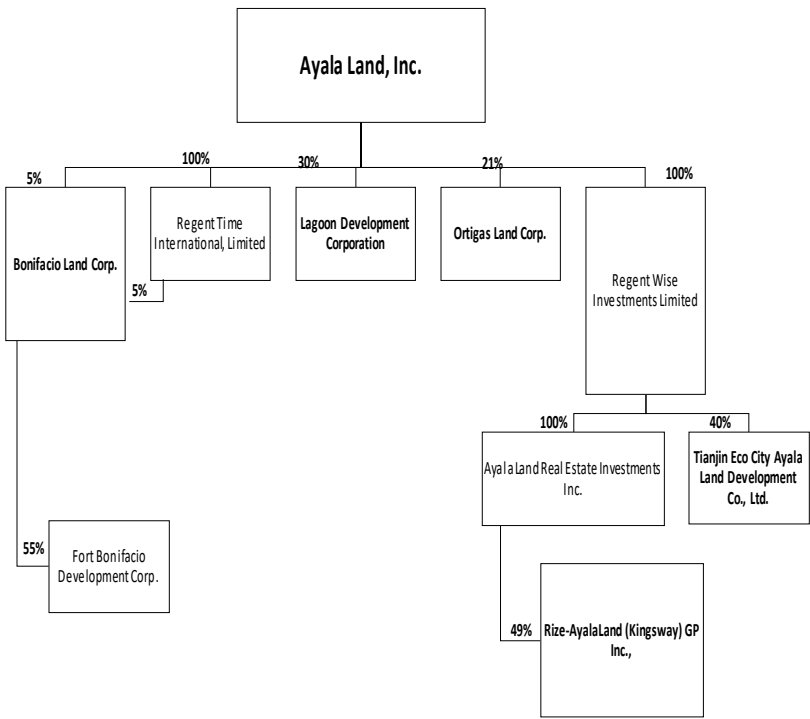 Ayala Land, Inc.
5%
100%
30%
21%
100%
Bonifacio Land Corp.
Regent Time
International, Limited
Lagoon Development
Corporation
Ortigas Land Corp.
Regent Wise
Investments Limited
5%
100%
40%
Ayala Land Real Estate Investments
Inc.
Tianjin Eco City Ayala
Land Development
Co., Ltd.
55%
Fort Bonifacio
Development Corp.
49%
Rize-AyalaLand (Kingsway) GP
Inc.,